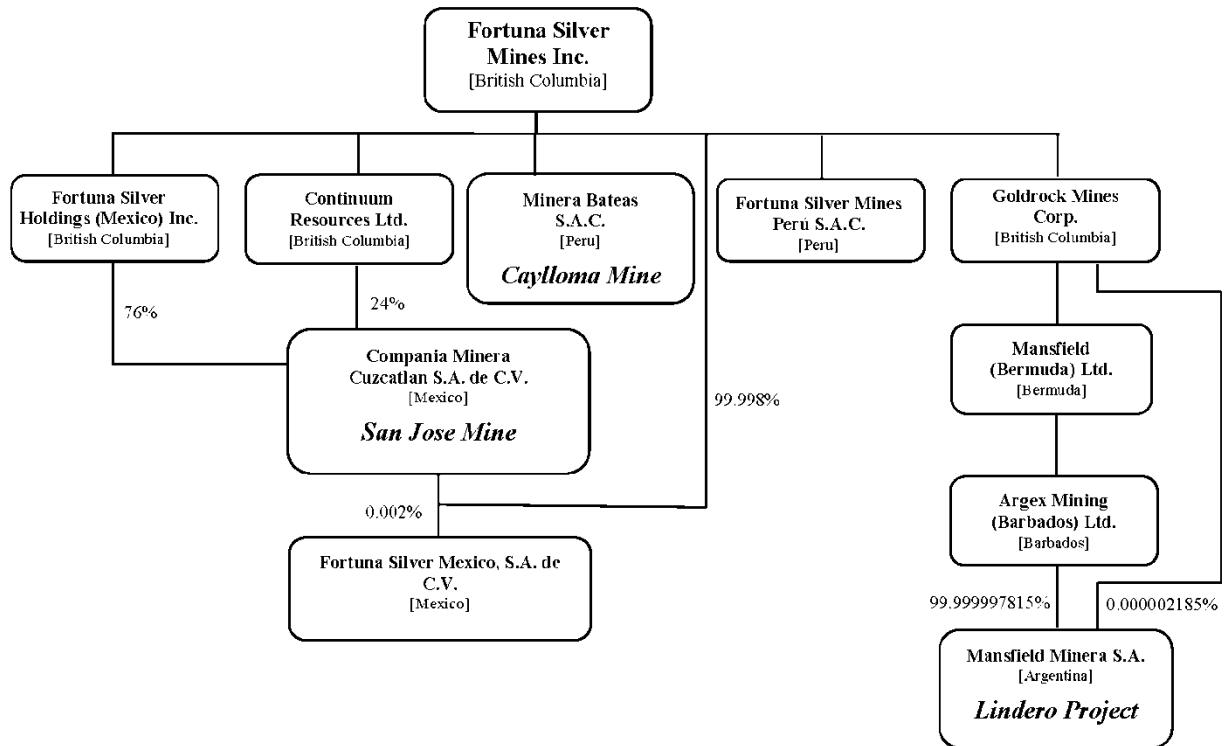 Fortuna Silver
Mines Inc.
[British Columbia]
Fortuna Silver
Holdings (Mexico) Inc.
[British Columbia]
Continuum
Resources Ltd.
[British Columbia]
Minera Bateas
S.A.C.
[Peru]
Caylloma Mine
Fortuna Silver Mines
Perú S.A.C.
[Peru]
Goldrock Mines
Corp.
[British Columbia]
76%
24%
Compania Minera
Cuzcatlan S.A. de C.V.
[Mexico]
San Jose Mine
99.998%
Mansfield
(Bermuda) Ltd.
[Bermuda]
0.002%
Fortuna Silver Mexico, S.A. de
C.V.
[Mexico]
Argex Mining
(Barbados) Ltd.
[Barbados]
99.999997815%
0.000002185%
Mansfield Minera S.A.
[Argentina]
Lindero Project